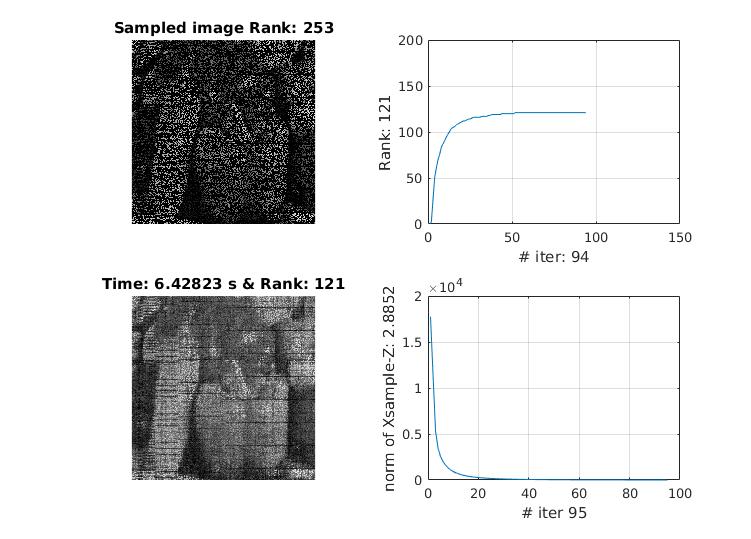 Sampled image Rank: 253
200
150
100
50
0
Rank: 121
0 50 100 150
# iter: 94
Time: 6.42823 s & Rank: 121
×10^4
2
1.5
1
0.5
0
norm of Xsample-Z: 2.8852
0 20 40 60 80 100
# iter 95